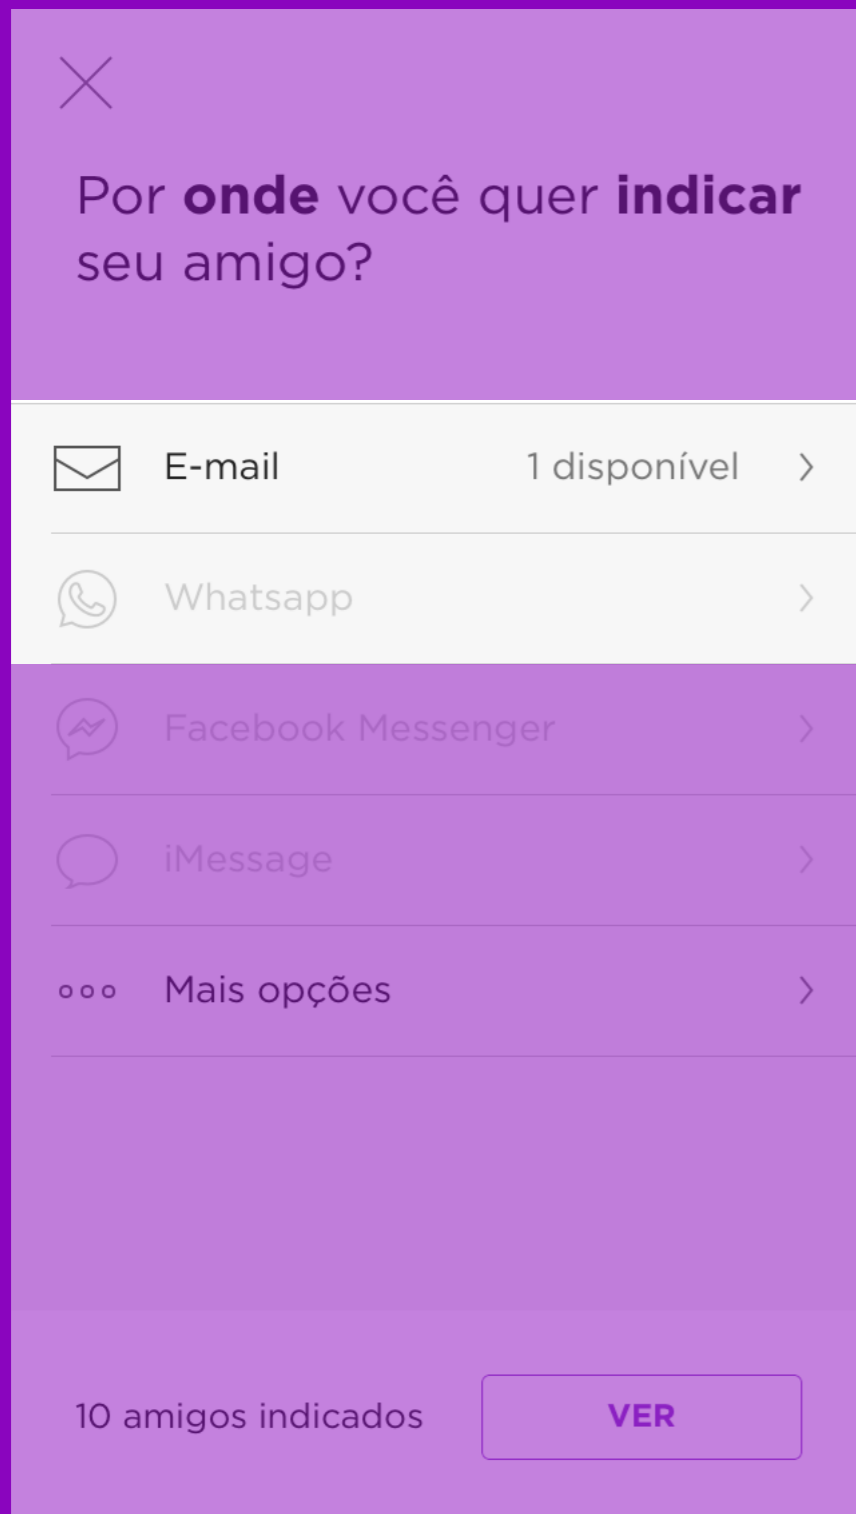 Por onde você quer indicar
seu amigo?
E-mail 1 disponível
Whatsapp
Facebook Messenger
iMessage
Mais opções
10 amigos indicados VER